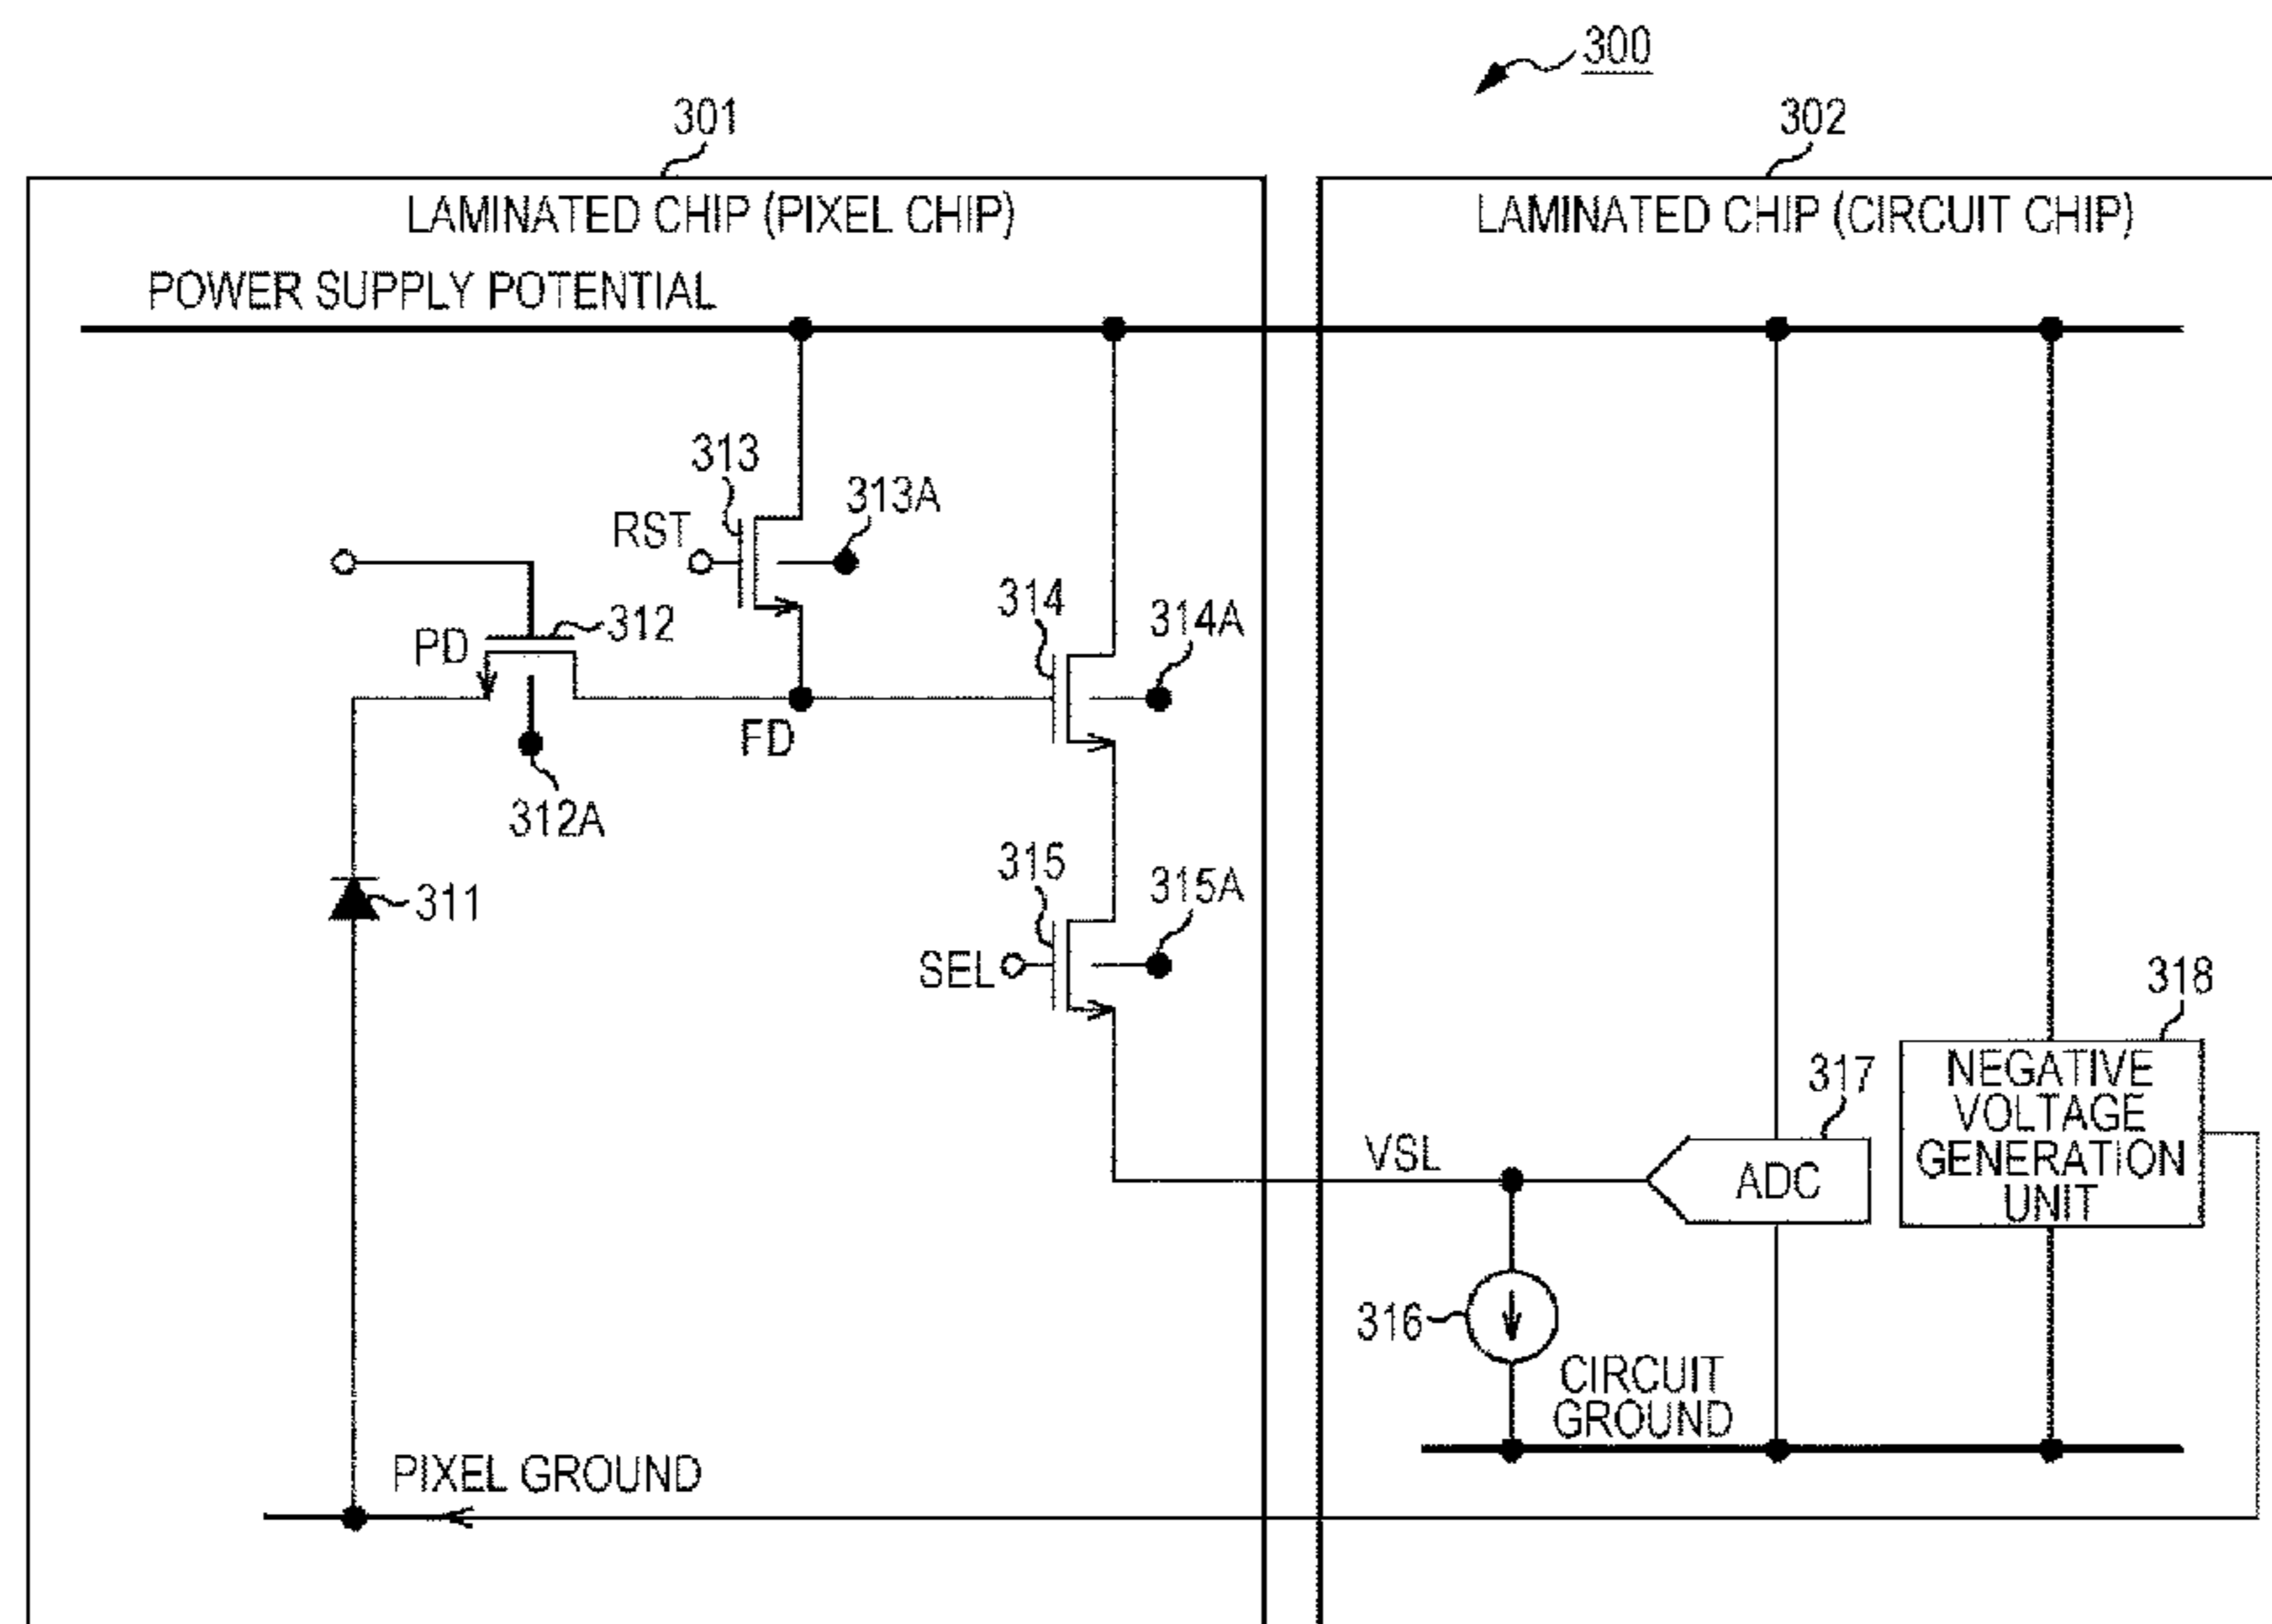 300
301
302
LAMINATED CHIP (PIXEL CHIP)
LAMINATED CHIP (CIRCUIT CHIP)
POWER SUPPLY POTENTIAL
313
313A
RST
314
314A
312
PD
FD
312A
315
315A
311
SEL
318
NEGATIVE
VOLTAGE
GENERATION
UNIT
317
VSL
ADC
316
CIRCUIT
GROUND
PIXEL GROUND